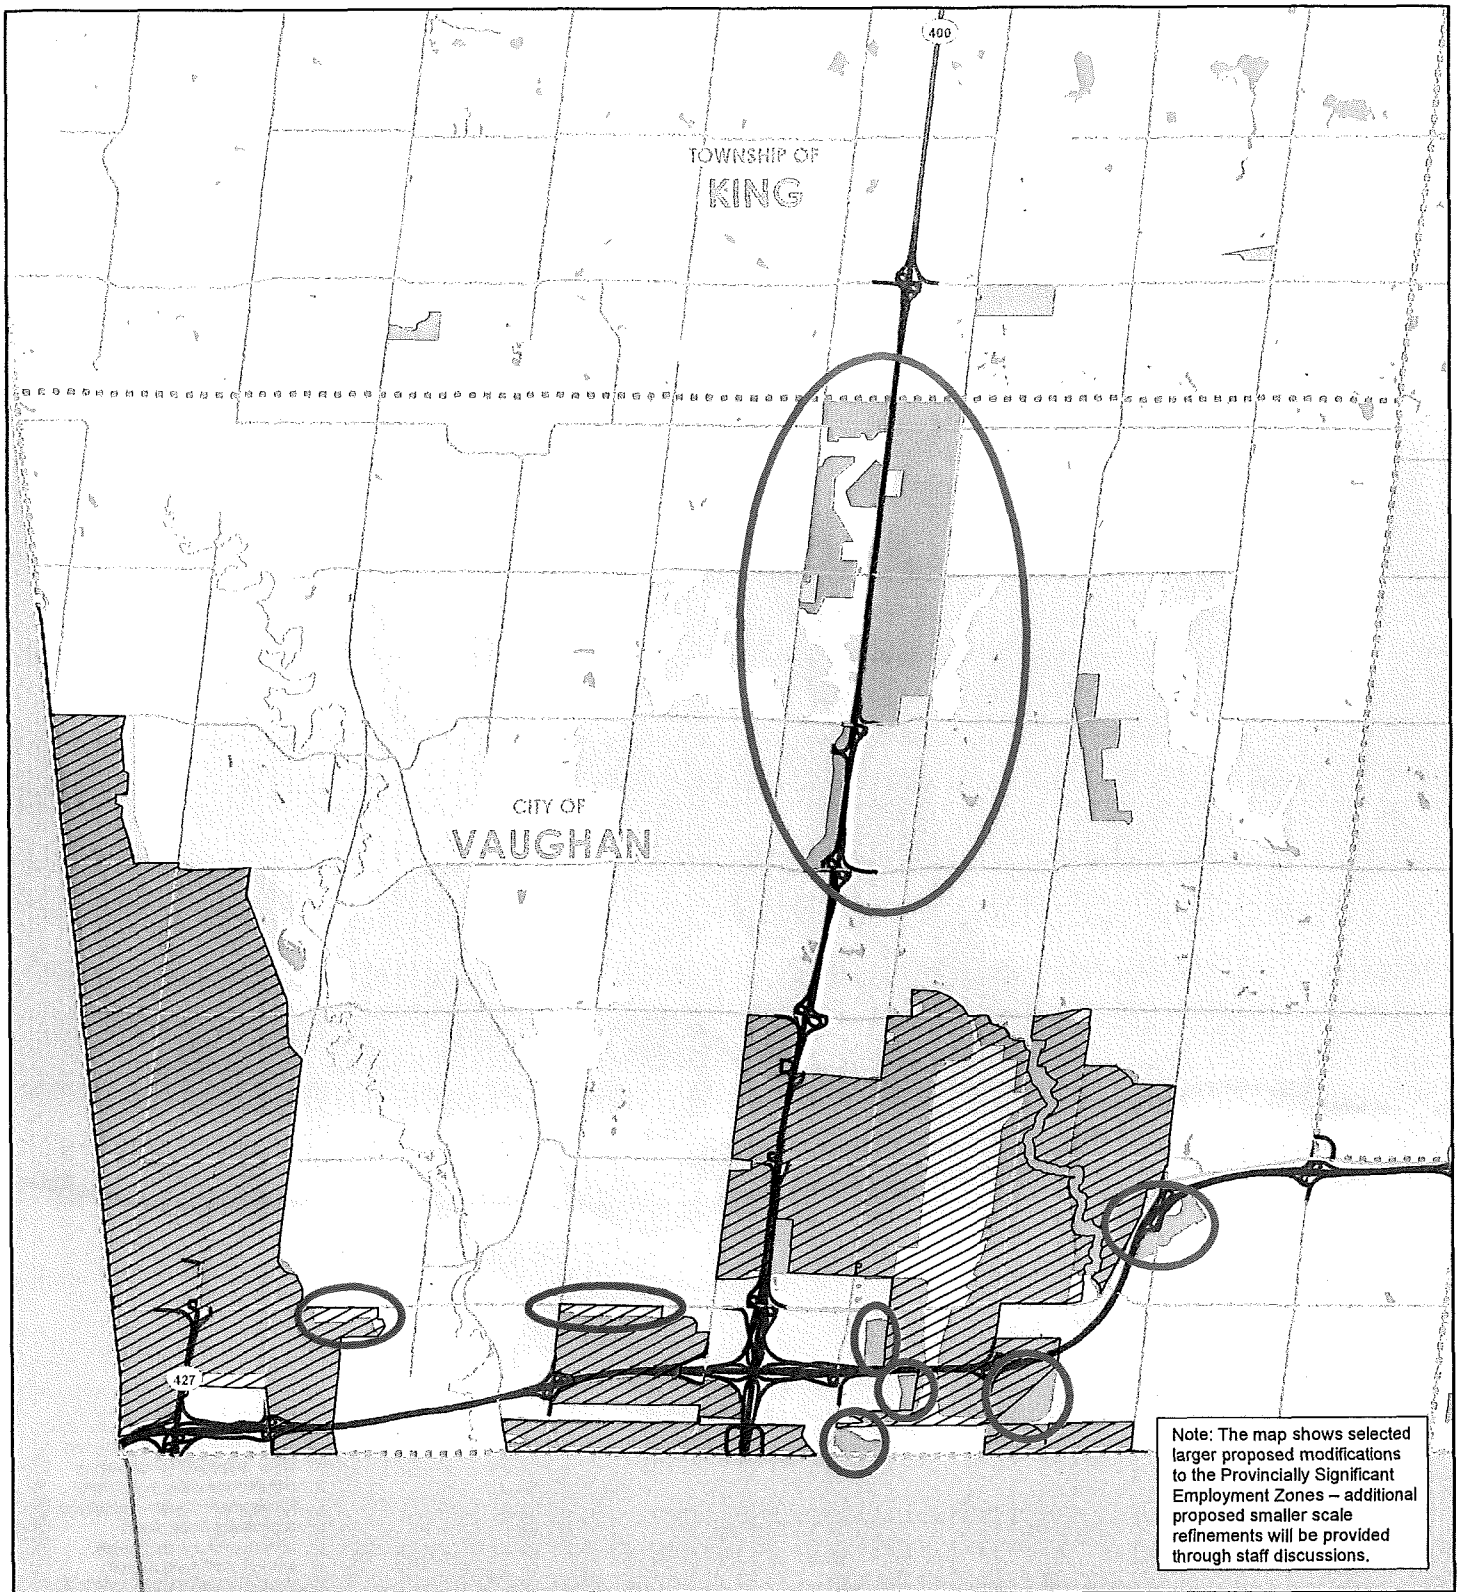 400
TOWNSHIP OF
KING
CITY OF
VAUGHAN
427
Note: The map shows selected
larger proposed modifications
to the Provincially Significant
Employment Zones – additional
proposed smaller scale
refinements will be provided
through staff discussions.